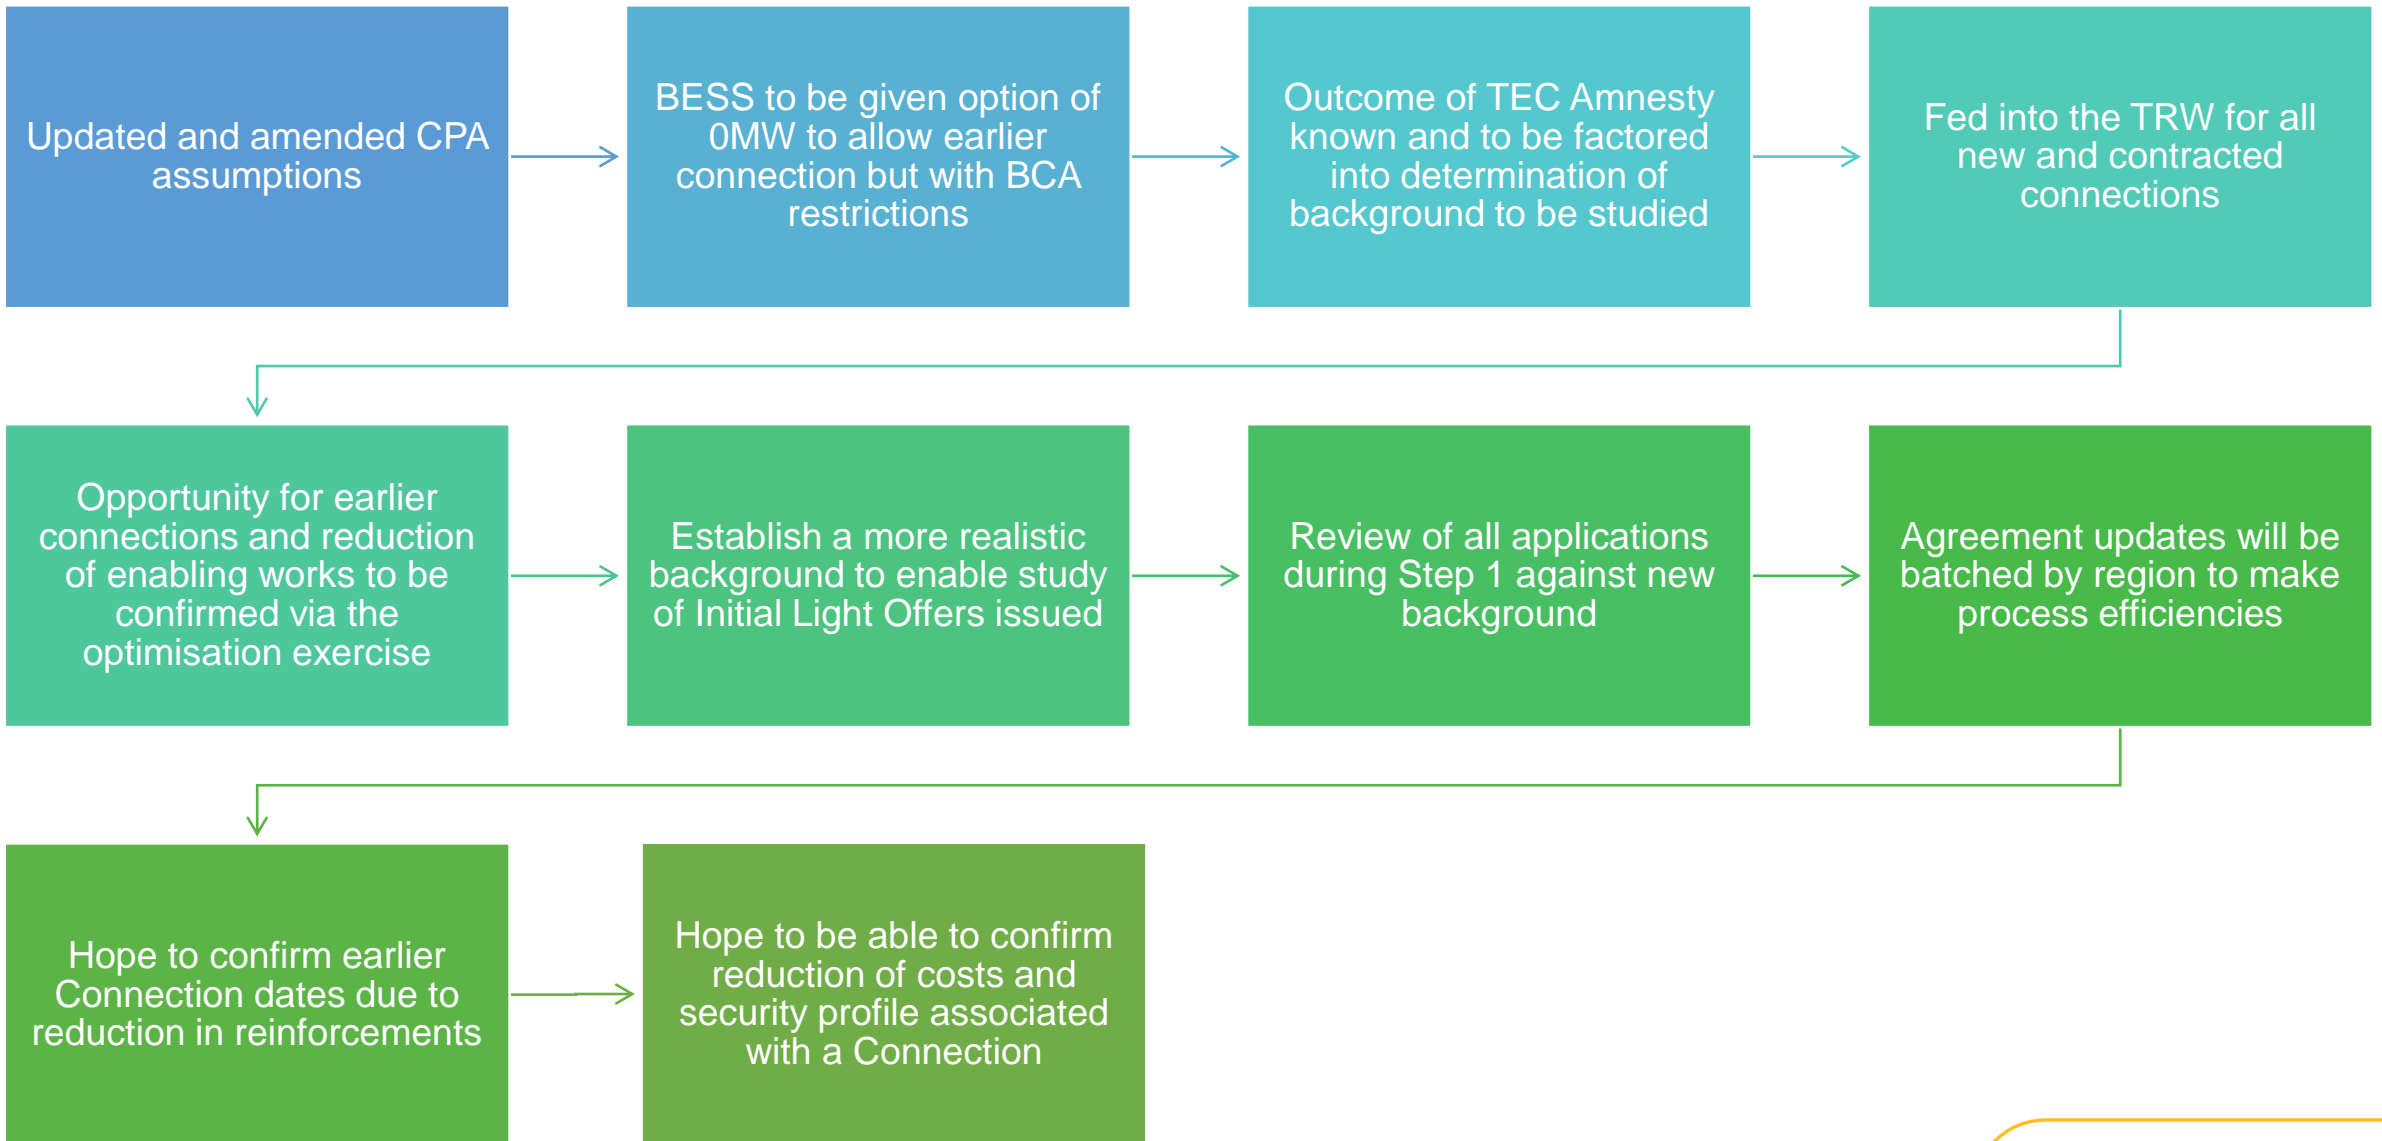 Updated and amended CPA
assumptions
BESS to be given option of
0MW to allow earlier
connection but with BCA
restrictions
Outcome of TEC Amnesty
known and to be factored
into determination of
background to be studied
Fed into the TRW for all
new and contracted
connections
Opportunity for earlier
connections and reduction
of enabling works to be
confirmed via the
optimisation exercise
Establish a more realistic
background to enable study
of Initial Light Offers issued
Review of all applications
during Step 1 against new
background
Agreement updates will be
batched by region to make
process efficiencies
Hope to confirm earlier
Connection dates due to
reduction in reinforcements
Hope to be able to confirm
reduction of costs and
security profile associated
with a Connection